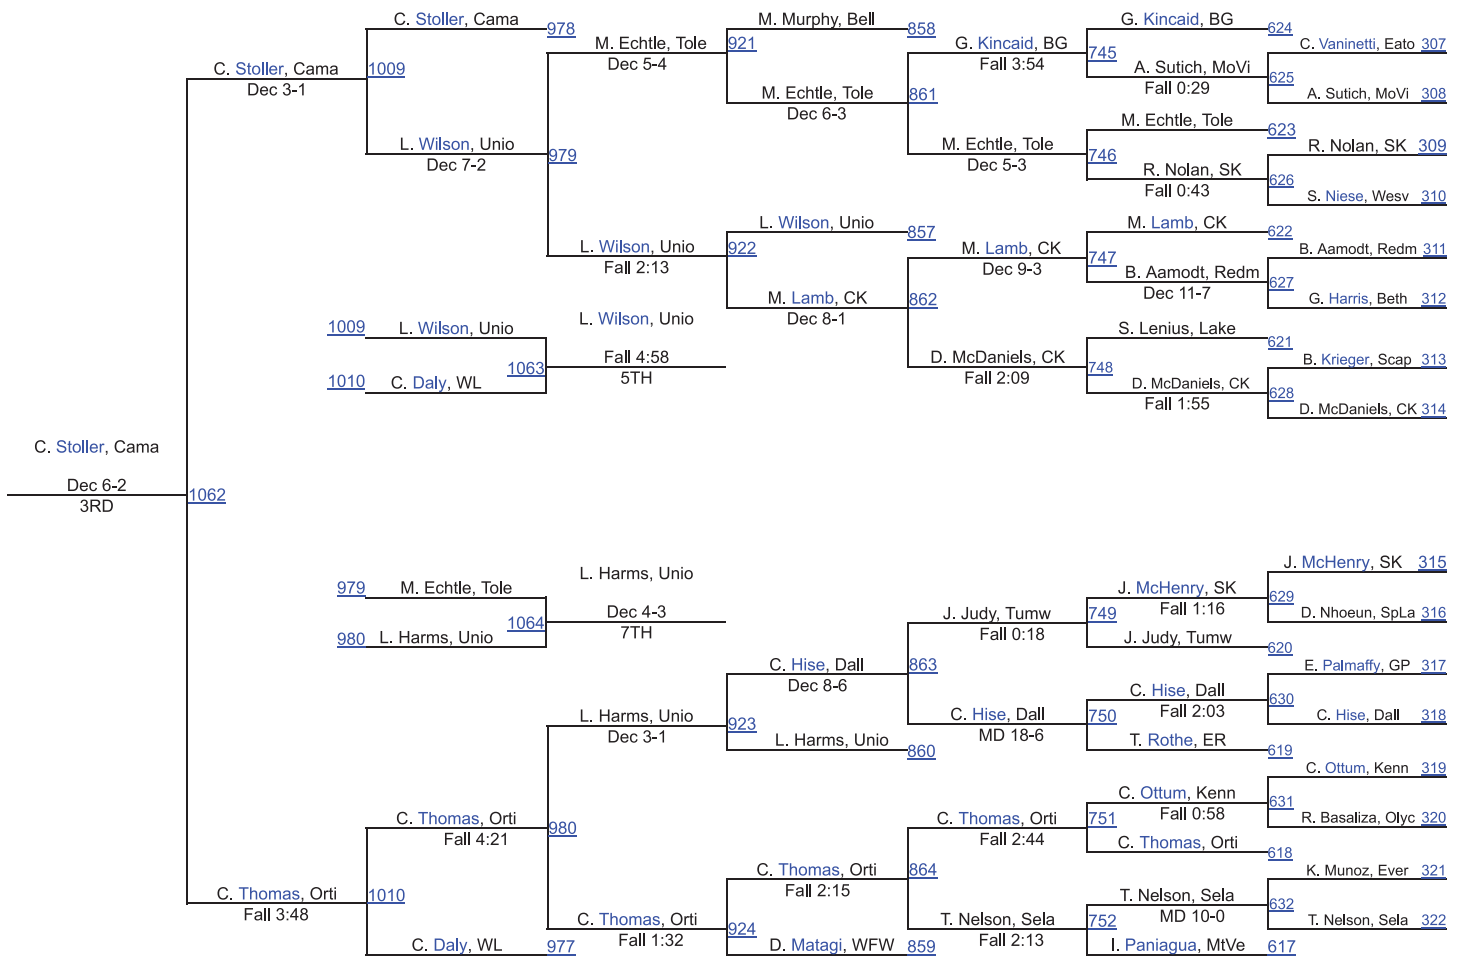 C. Stoller, Cama 978 M. Murphy, Bell 858 G. Kincaid, BG 624
C. Vaninetti, Eato 307
M. Echtle, Tole 921 G. Kincaid, BG 745
Dec 5-4 Fall 3:54
C. Stoller, Cama 1009 A. Sutich, MoVi 625
Dec 3-1 Fall 0:29
M. Echtle, Tole 861 A. Sutich, MoVi 308
Dec 6-3
M. Echtle, Tole 623
L. Wilson, Unio 979 M. Echtle, Tole 746 R. Nolan, SK 309
Dec 7-2 Dec 5-3
R. Nolan, SK 626
Fall 0:43
S. Niese, Wesv 310
L. Wilson, Unio 857 M. Lamb, CK 622
L. Wilson, Unio 922 M. Lamb, CK 747 B. Aamodt, Redm 311
Fall 2:13 Dec 9-3
B. Aamodt, Redm 627
Dec 11-7
M. Lamb, CK 862 G. Harris, Beth 312
Dec 8-1
L. Wilson, Unio
1009 L. Wilson, Unio S. Lenius, Lake 621
Fall 4:58 D. McDaniels, CK 748 B. Krieger, Scap 313
1063 5TH Fall 2:09
1010 C. Daly, WL D. McDaniels, CK 628
Fall 1:55
D. McDaniels, CK 314
C. Stoller, Cama
Dec 6-2 1062
3RD
J. McHenry, SK 315
L. Harms, Unio
979 M. Echtle, Tole J. McHenry, SK 629
Fall 1:16
Dec 4-3 J. Judy, Tumw 749 D. Nhoeun, SpLa 316
1064 7TH Fall 0:18
980 L. Harms, Unio J. Judy, Tumw 620
C. Hise, Dall 863 E. Palmaffy, GP 317
Dec 8-6
C. Hise, Dall 630
Fall 2:03
L. Harms, Unio 923 C. Hise, Dall 750 C. Hise, Dall 318
Dec 3-1 MD 18-6
L. Harms, Unio 860 T. Rothe, ER 619
C. Ottum, Kenn 319
C. Ottum, Kenn 631
Fall 0:58
C. Thomas, Orti 980 C. Thomas, Orti 751 R. Basaliza, Olyc 320
Fall 4:21 Fall 2:44
C. Thomas, Orti 618
C. Thomas, Orti 864 K. Munoz, Ever 321
Fall 2:15
C. Thomas, Orti 1010 T. Nelson, Sela 632
Fall 3:48 MD 10-0
C. Thomas, Orti 924 T. Nelson, Sela 752 T. Nelson, Sela 322
Fall 1:32 Fall 2:13
C. Daly, WL 977 D. Matagi, WFW 859 I. Paniagua, MtVe 617